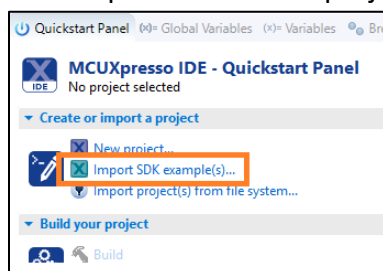 Quickstart Panel (x)= Global Variables (x)= Variables
MCUXpresso IDE - Quickstart Panel
IDE No project selected
Create or import a project
New project...
Import SDK example(s)...
Import project(s) from file system...
Build your project
Build